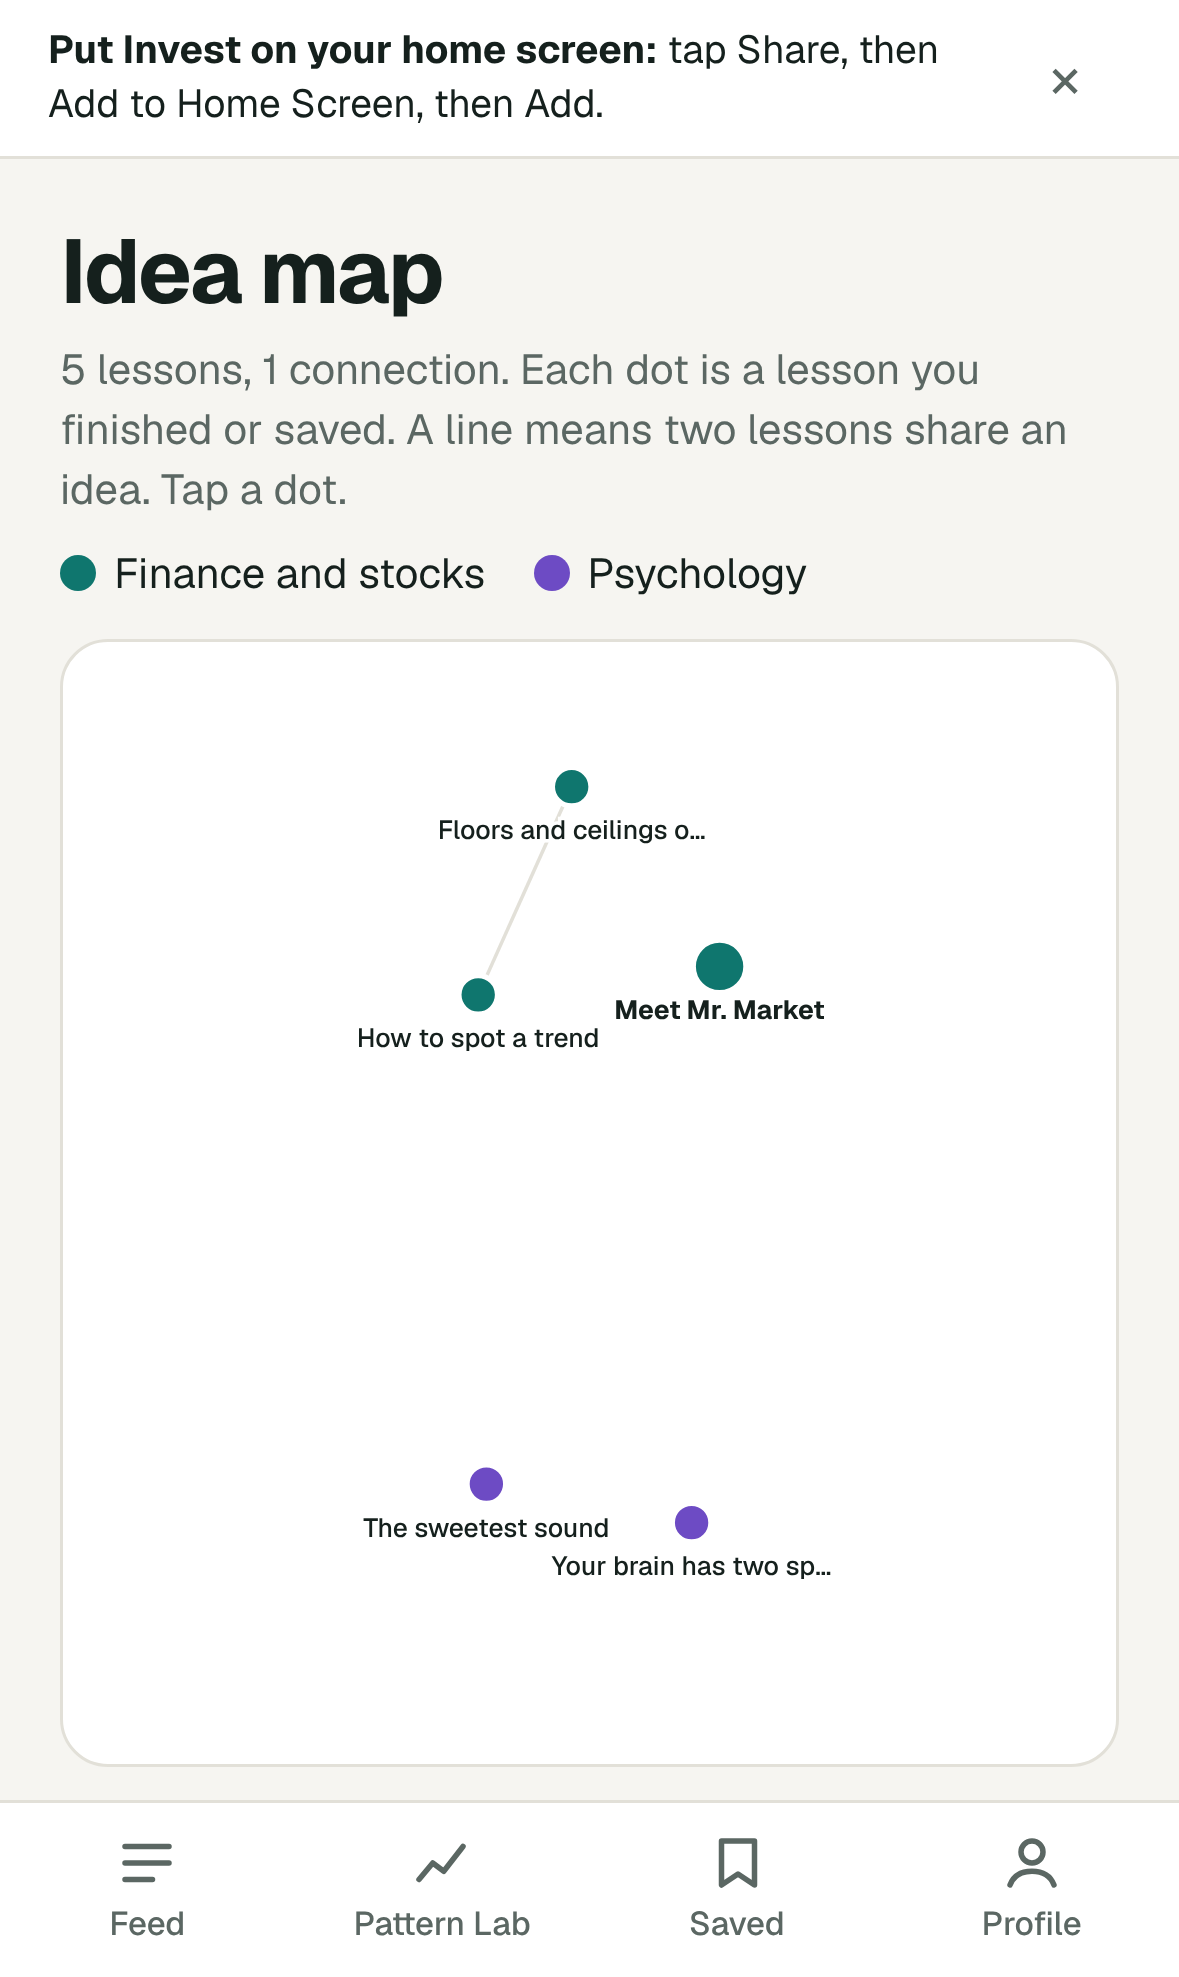 Put Invest on your home screen: tap Share, then
Add to Home Screen, then Add.
Idea map
5 lessons, 1 connection. Each dot is a lesson you
finished or saved. A line means two lessons share an
idea. Tap a dot.
Finance and stocks
Psychology
Floors and ceilings o...
Meet Mr. Market
How to spot a trend
The sweetest sound
Your brain has two sp...
Feed
Pattern Lab
Saved
Profile